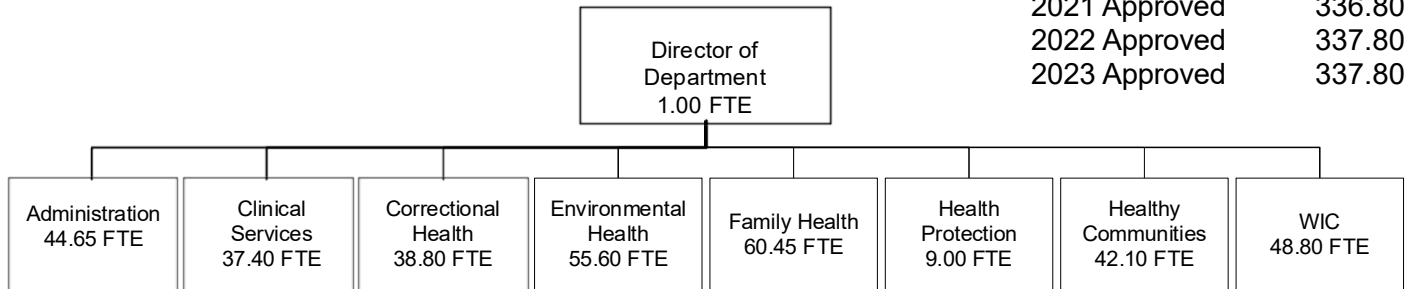 2021 Approved 336.80
2022 Approved 337.80
2023 Approved 337.80
Director of
Department
1.00 FTE
Administration
44.65 FTE
Clinical
Services
37.40 FTE
Correctional
Health
38.80 FTE
Environmental
Health
55.60 FTE
Family Health
60.45 FTE
Health
Protection
9.00 FTE
Healthy
Communities
42.10 FTE
WIC
48.80 FTE